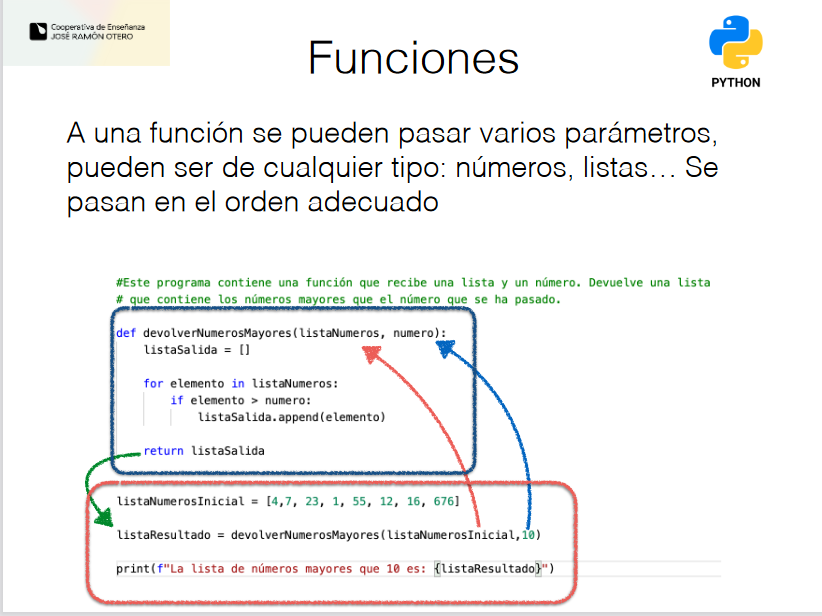 Cooperativa de Enseñanza
JOSÉ RAMÓN OTERO
Funciones
PYTHON
A una función se pueden pasar varios parámetros,
pueden ser de cualquier tipo: números, listas... Se
pasan en el orden adecuado
#Este programa contiene una función que recibe una lista y un número. Devuelve una lista
# que contiene los números mayores que el número que se ha pasado.
def devolverNumerosMayores(listaNumeros, numero):
listaSalida = []
for elemento in listaNumeros:
if elemento > numero:
listaSalida.append(elemento)
return listaSalida
listaNumerosInicial = [4,7, 23, 1, 55, 12, 16, 676]
listaResultado = devolverNumerosMayores(listaNumerosInicial,10)
print(f"La lista de números mayores que 10 es: {listaResultado}")